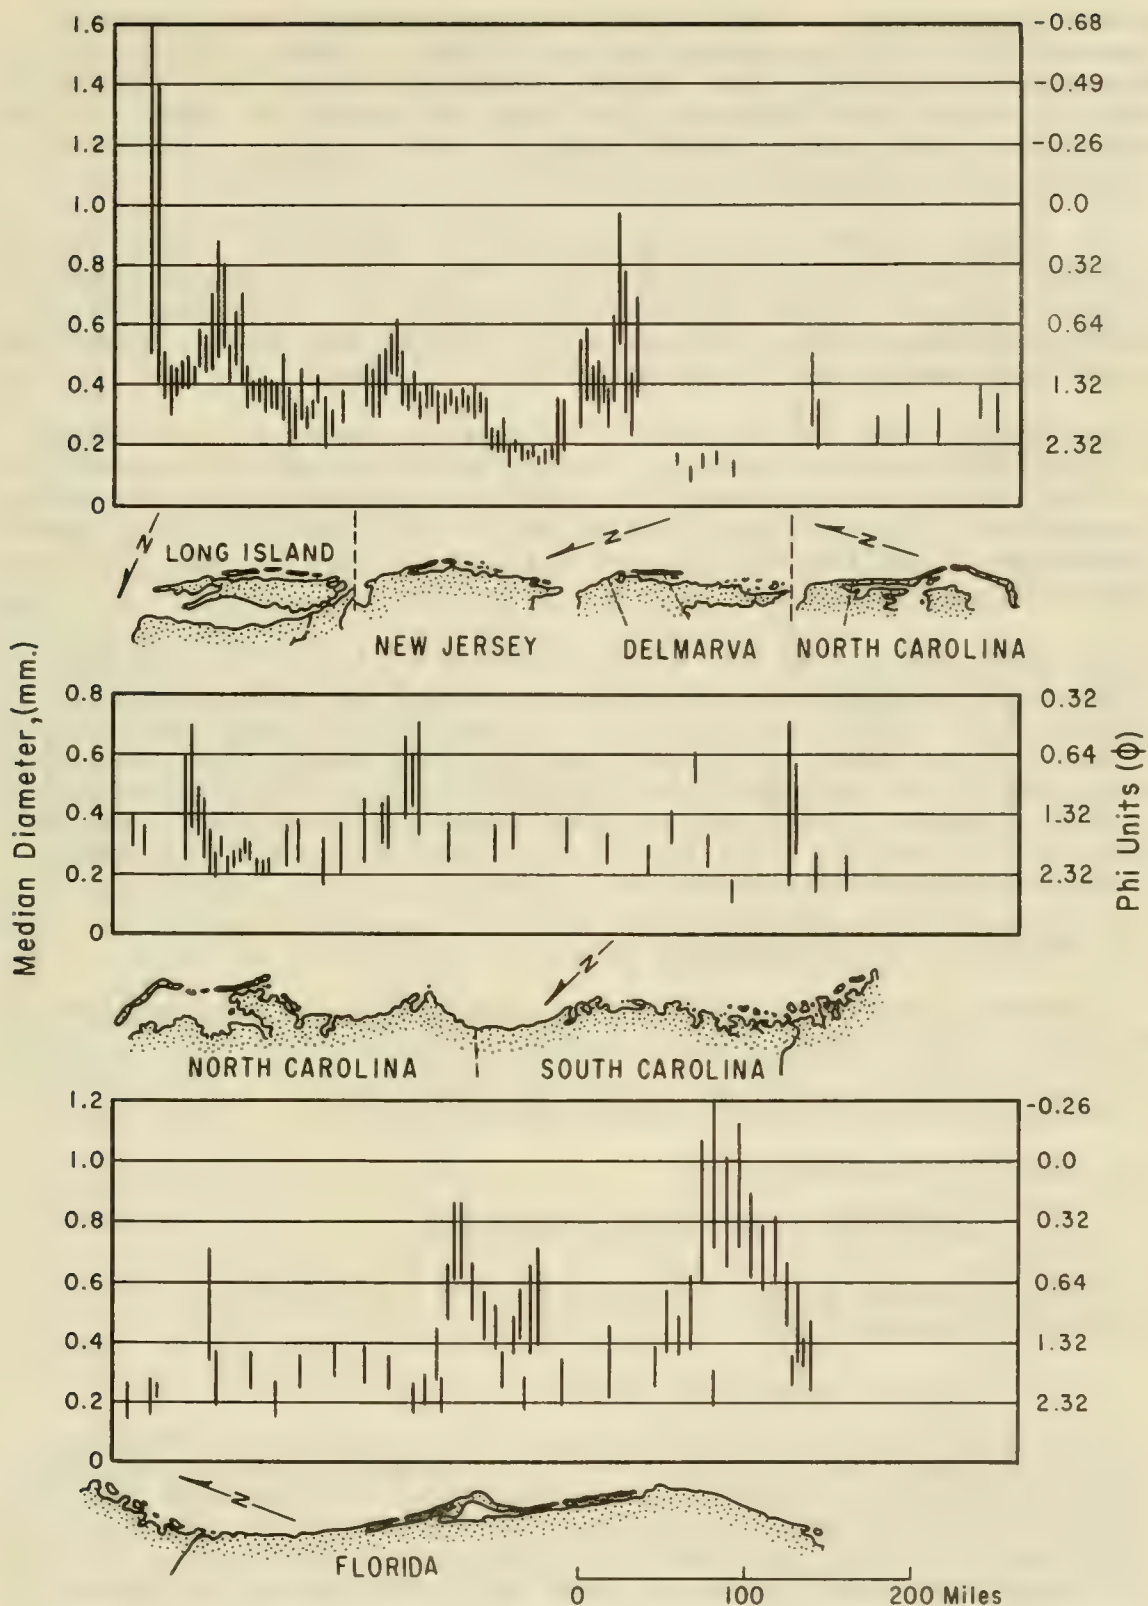 1.6 -0.68
1.4 -0.49
1.2 -0.26
1.0 0.0
0.8 0.32
0.6 0.64
0.4 1.32
0.2 2.32
0
N N N
LONG ISLAND
NEW JERSEY DELMARVA NORTH CAROLINA
Median Diameter,(mm.)
0.8 0.32
0.6 0.64
0.4 1.32
0.2 2.32
0
Phi Units (ϕ)
N
NORTH CAROLINA SOUTH CAROLINA
1.2 -0.26
1.0 0.0
0.8 0.32
0.6 0.64
0.4 1.32
0.2 2.32
0
N
FLORIDA
0 100 200 Miles